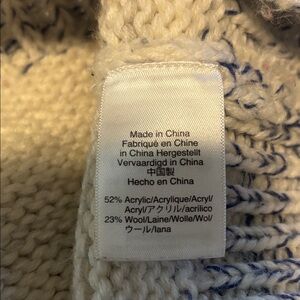 Made in China
Fabriqué en Chine
in China Hergestellt
Vervaardigd in China
中国製
Hecho en China
52% Acrylic/Acrylique/Acryl/
Acryl/アクリル/acrilico
23% Wool/Laine/Wolle/Wol/
ウール/lana